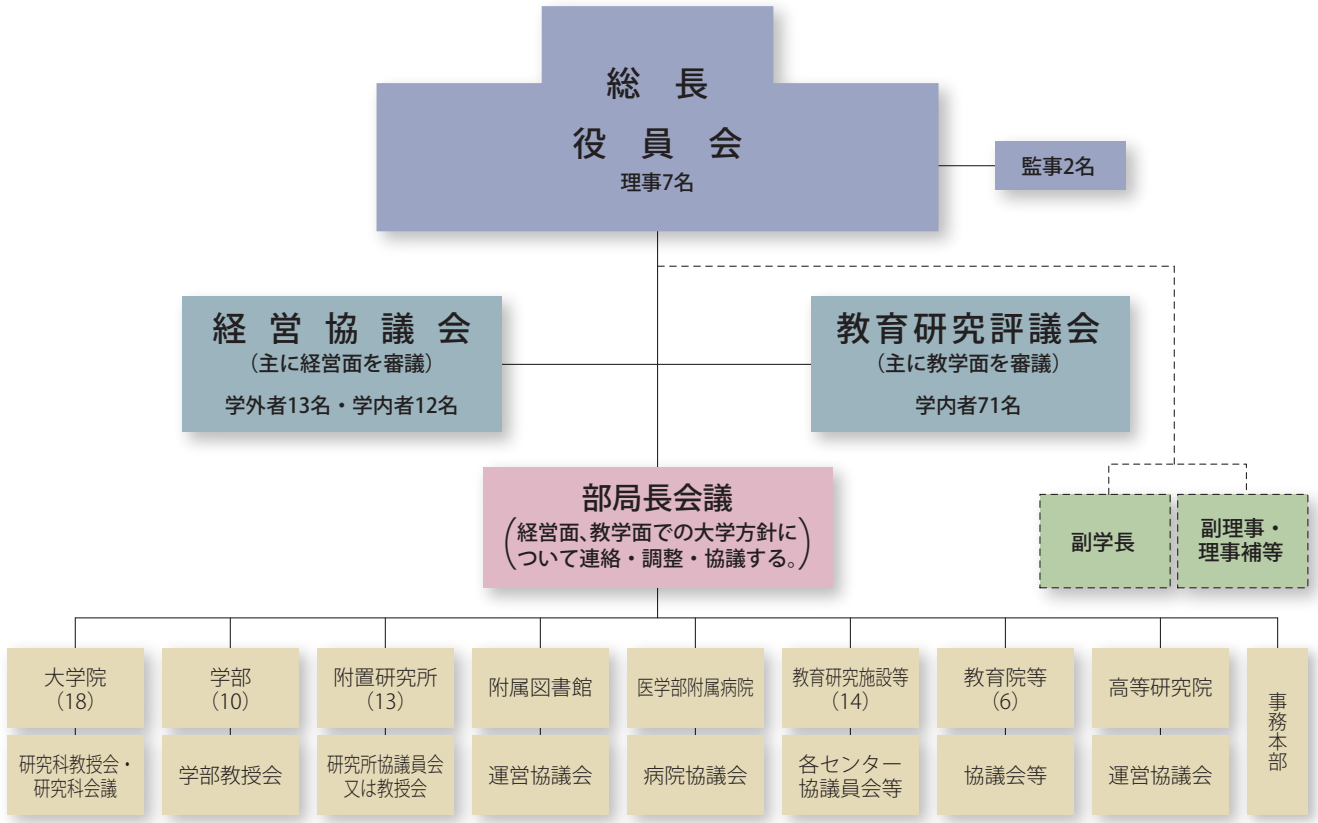 総長
役員会
理事7名
監事2名
経営協議会
（主に経営面を審議）
学外者13名・学内者12名
教育研究評議会
（主に教学面を審議）
学内者71名
部局長会議
（経営面、教学面での大学方針に
ついて連絡・調整・協議する。）
副学長
副理事・
理事補等
大学院
（18）
学部
（10）
附置研究所
（13）
附属図書館
医学部附属病院
教育研究施設等
（14）
教育院等
（6）
高等研究院
事務本部
研究科教授会・
研究科会議
学部教授会
研究所協議員会
又は教授会
運営協議会
病院協議会
各センター
協議員会等
協議会等
運営協議会